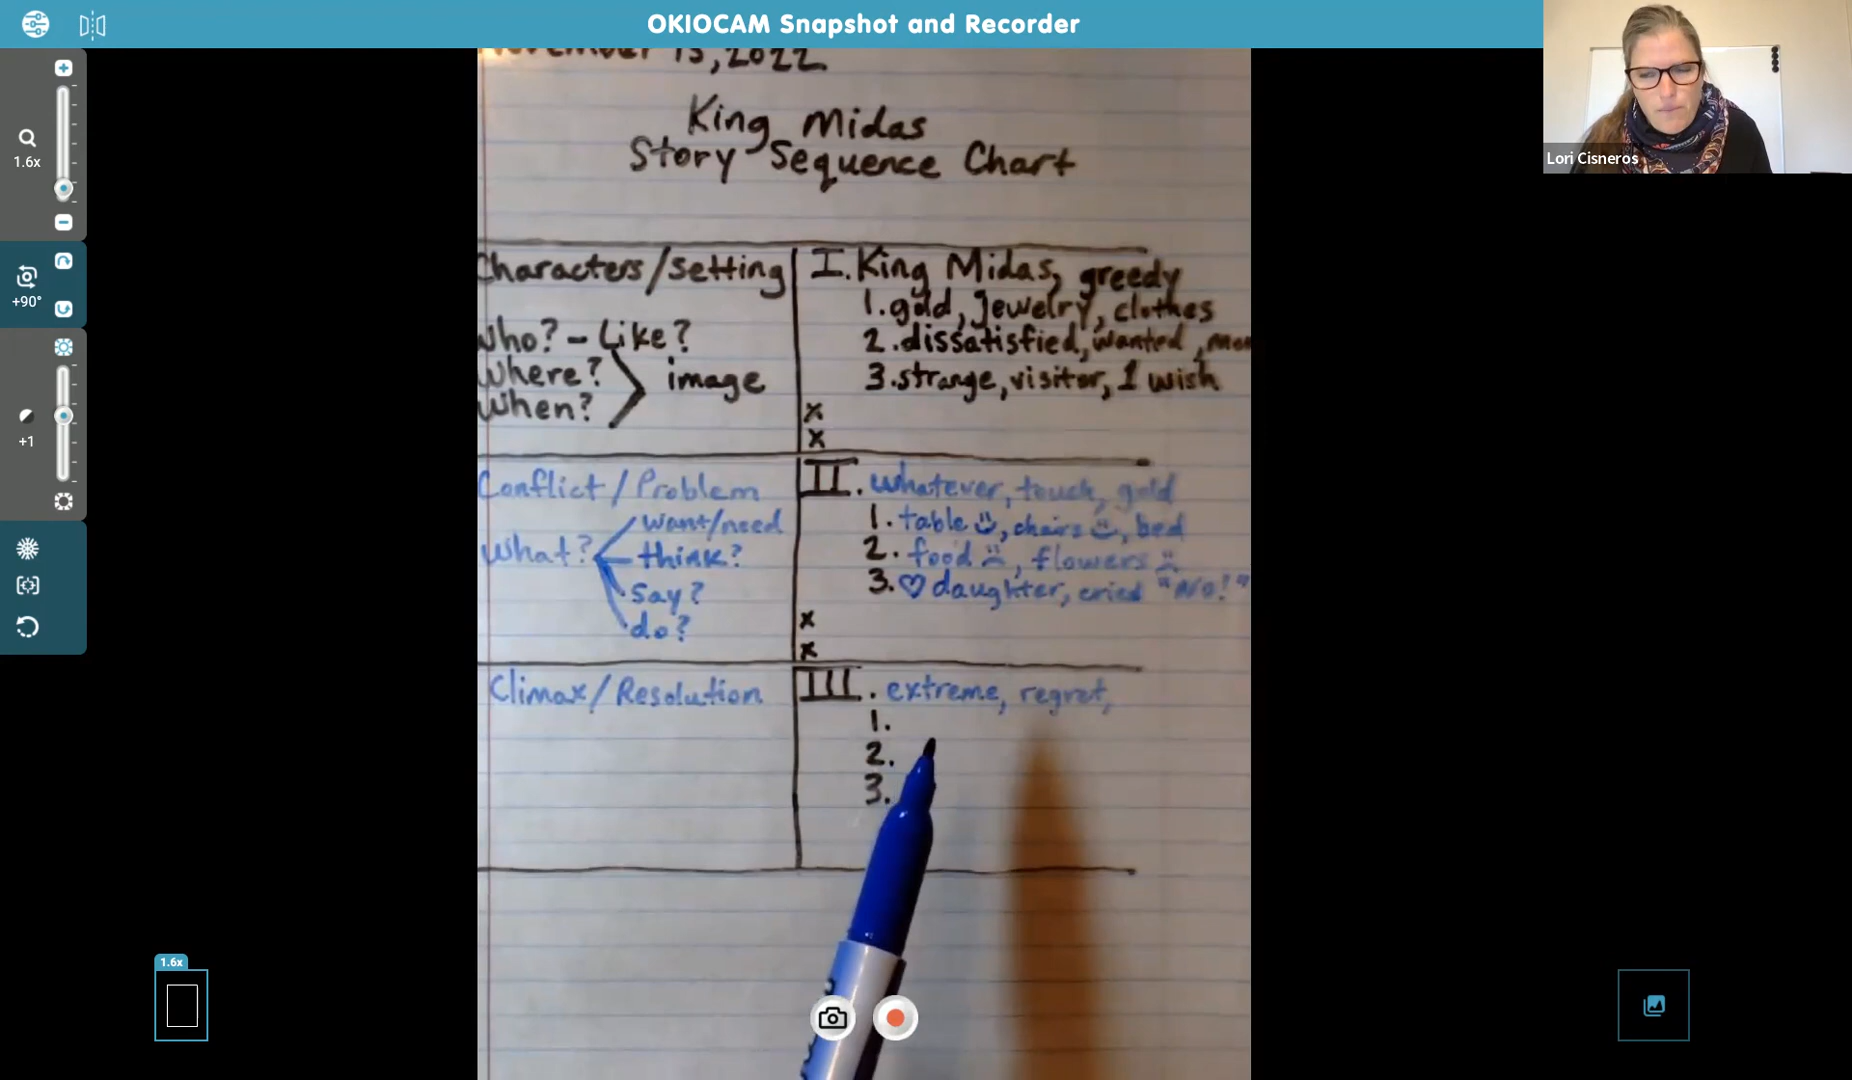 OKIOCAM Snapshot and Recorder
Lori Cisneros
1.6x
+90°
+1
1.6x
15, 2022
King Midas
Story Sequence Chart
Characters/setting
Who? - Like?
Where? image
When?
I. King Midas, greedy
1. gold, jewelry, clothes
2. dissatisfied, wanted,
3. strange, visitor, 1 wish
x
x
Conflict/Problem
want/need
What? think?
say?
do?
II. whatever, touch, gold
1. table, chairs, bed
2. food, flowers
3. ♡ daughter, cried "No!"
x
x
Climax/Resolution
III. extreme, regret,
1.
2.
3.